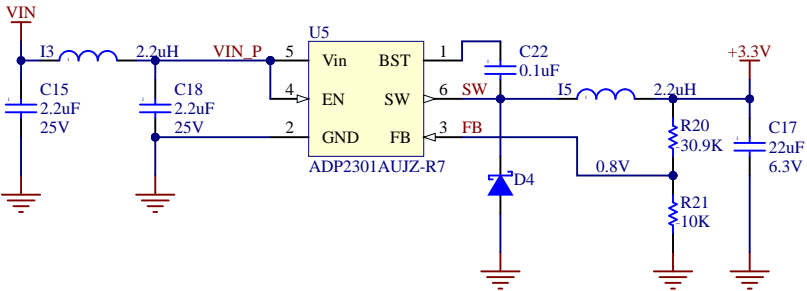 VIN
I3
2.2uH
VIN_P
C15
2.2uF
25V
C18
2.2uF
25V
U5
5 Vin BST 1
4 EN SW 6
2 GND FB 3
ADP2301AUJZ-R7
C22
0.1uF
SW
FB
I5
2.2uH
+3.3V
D4
0.8V
R20
30.9K
R21
10K
C17
22uF
6.3V